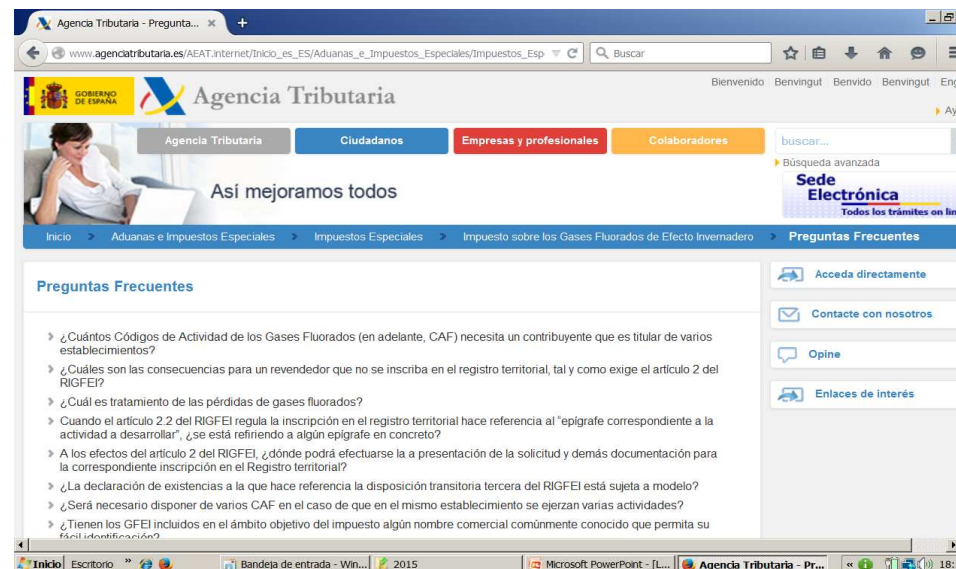 Agencia Tributaria - Pregunta...
www.agenciatributaria.es/AEAT.internet/Inicio_es_ES/Aduanas_e_Impuestos_Especiales/Impuestos_Esp
Buscar
GOBIERNO
DE ESPAÑA
Agencia Tributaria
Bienvenido Benvingut Benvido Benvingut Eng
Ay
Agencia Tributaria Ciudadanos Empresas y profesionales Colaboradores
buscar...
Búsqueda avanzada
Así mejoramos todos
Sede
Electrónica
Todos los trámites on lin
Inicio Aduanas e Impuestos Especiales Impuestos Especiales Impuesto sobre los Gases Fluorados de Efecto Invernadero Preguntas Frecuentes
Preguntas Frecuentes
¿Cuántos Códigos de Actividad de los Gases Fluorados (en adelante, CAF) necesita un contribuyente que es titular de varios
establecimientos?
¿Cuáles son las consecuencias para un revendedor que no se inscriba en el registro territorial, tal y como exige el artículo 2 del
RIGFEI?
¿Cuál es tratamiento de las pérdidas de gases fluorados?
Cuando el artículo 2.2 del RIGFEI regula la inscripción en el registro territorial hace referencia al "epígrafe correspondiente a la
actividad a desarrollar", ¿se está refiriendo a algún epígrafe en concreto?
A los efectos del artículo 2 del RIGFEI, ¿dónde podrá efectuarse la a presentación de la solicitud y demás documentación para
la correspondiente inscripción en el Registro territorial?
¿La declaración de existencias a la que hace referencia la disposición transitoria tercera del RIGFEI está sujeta a modelo?
¿Será necesario disponer de varios CAF en el caso de que en el mismo establecimiento se ejerzan varias actividades?
¿Tienen los GFEI incluidos en el ámbito objetivo del impuesto algún nombre comercial comúnmente conocido que permita su
fácil identificación?
Acceda directamente
Contacte con nosotros
Opine
Enlaces de interés
Inicio Escritorio » Bandeja de entrada - Win... 2015 Microsoft PowerPoint - [L... Agencia Tributaria - Pr... « 18: